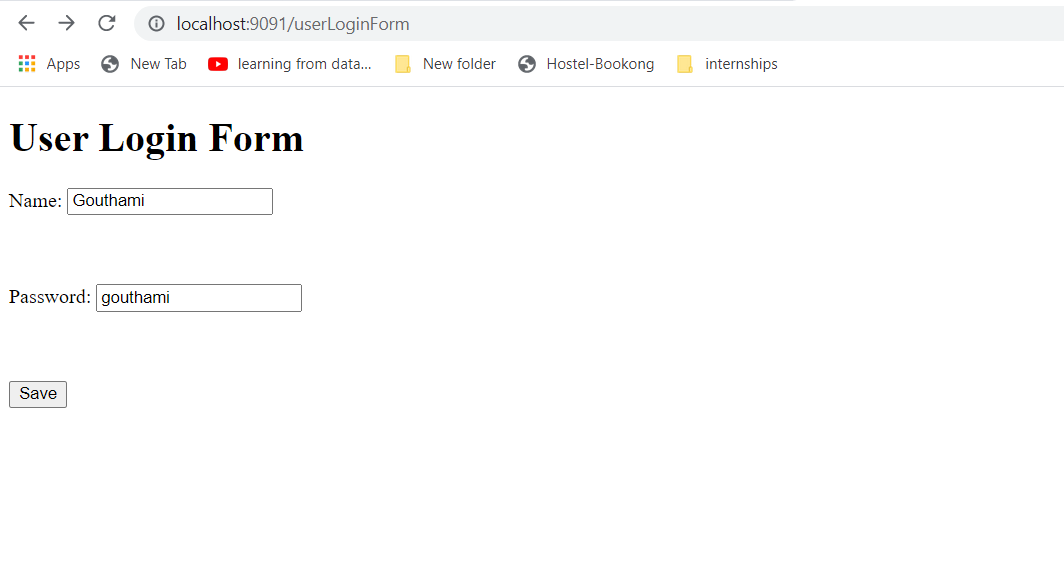 localhost:9091/userLoginForm
Apps New Tab learning from data... New folder Hostel-Bookong internships
User Login Form
Name: Gouthami
Password: gouthami
Save